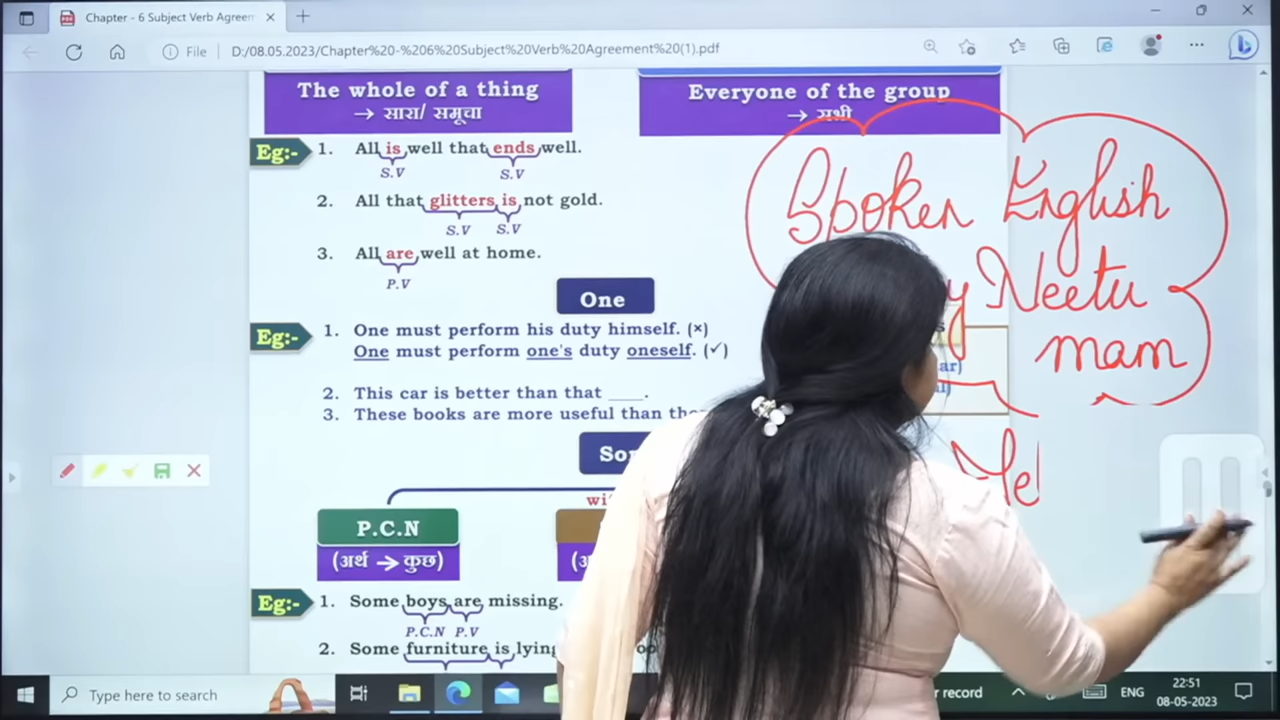 Chapter - 6 Subject Verb Agreem
File
D:/08.05.2023/Chapter%20-%206%20Subject%20Verb%20Agreement%20(1).pdf
The whole of a thing
→ सारा/ समूचा
Everyone of the group
→ सभी
Eg:-
1. All is well that ends well.
S.V S.V
2. All that glitters is not gold.
S.V S.V
3. All are well at home.
P.V
One
Eg:-
1. One must perform his duty himself. (×)
One must perform one's duty oneself. (✓)
2. This car is better than that ____.
3. These books are more useful than
P.C.N
(अर्थ → कुछ)
Eg:-
1. Some boys are missing.
P.C.N P.V
2. Some furniture is lying
Spoken English
Neetu
mam
Type here to search
record
ENG
22:51
08-05-2023